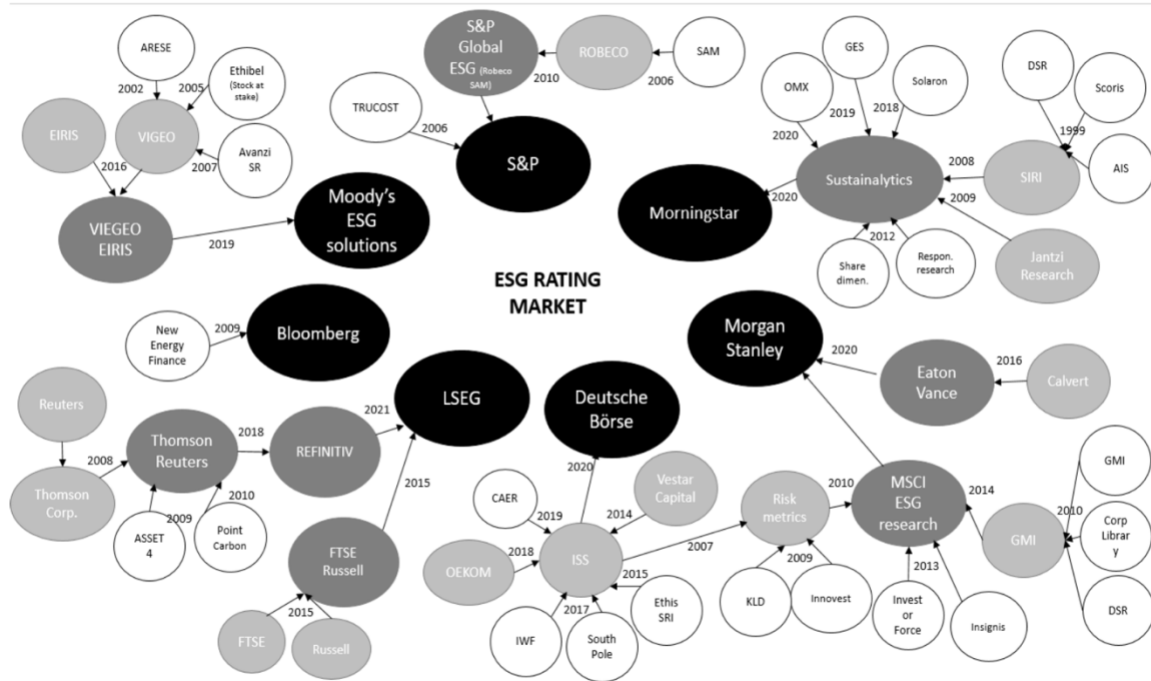 ARESE
2002
Ethibel
(Stock at
stake)
2005
EIRIS
VIGEO
2016
2007
Avanzi
SR
VIEGEO
EIRIS
2019
Moody's
ESG
solutions
S&P
Global
ESG (Robeco
SAM)
2010
ROBECO
2006
SAM
TRUCOST
2006
S&P
OMX
2020
GES
2019
Solaron
2018
DSR
Scoris
1999
AIS
SIRI
2008
Sustainalytics
2020
Morningstar
2009
Jantzi
Research
2012
Share
dimen.
Respon.
research
ESG RATING
MARKET
New
Energy
Finance
2009
Bloomberg
Morgan
Stanley
2020
Eaton
Vance
2016
Calvert
Reuters
2008
Thomson
Corp.
Thomson
Reuters
2018
REFINITIV
2021
LSEG
2009
ASSET
4
2010
Point
Carbon
2015
FTSE
Russell
2015
FTSE
Russell
Deutsche
Börse
2020
CAER
2019
Vestar
Capital
2014
OEKOM
2018
ISS
2007
2015
Ethis
SRI
2017
IWF
South
Pole
Risk
metrics
2010
2009
KLD
Innovest
MSCI
ESG
research
2013
Invest
or
Force
Insignis
2014
GMI
2010
GMI
Corp
Librar
y
DSR